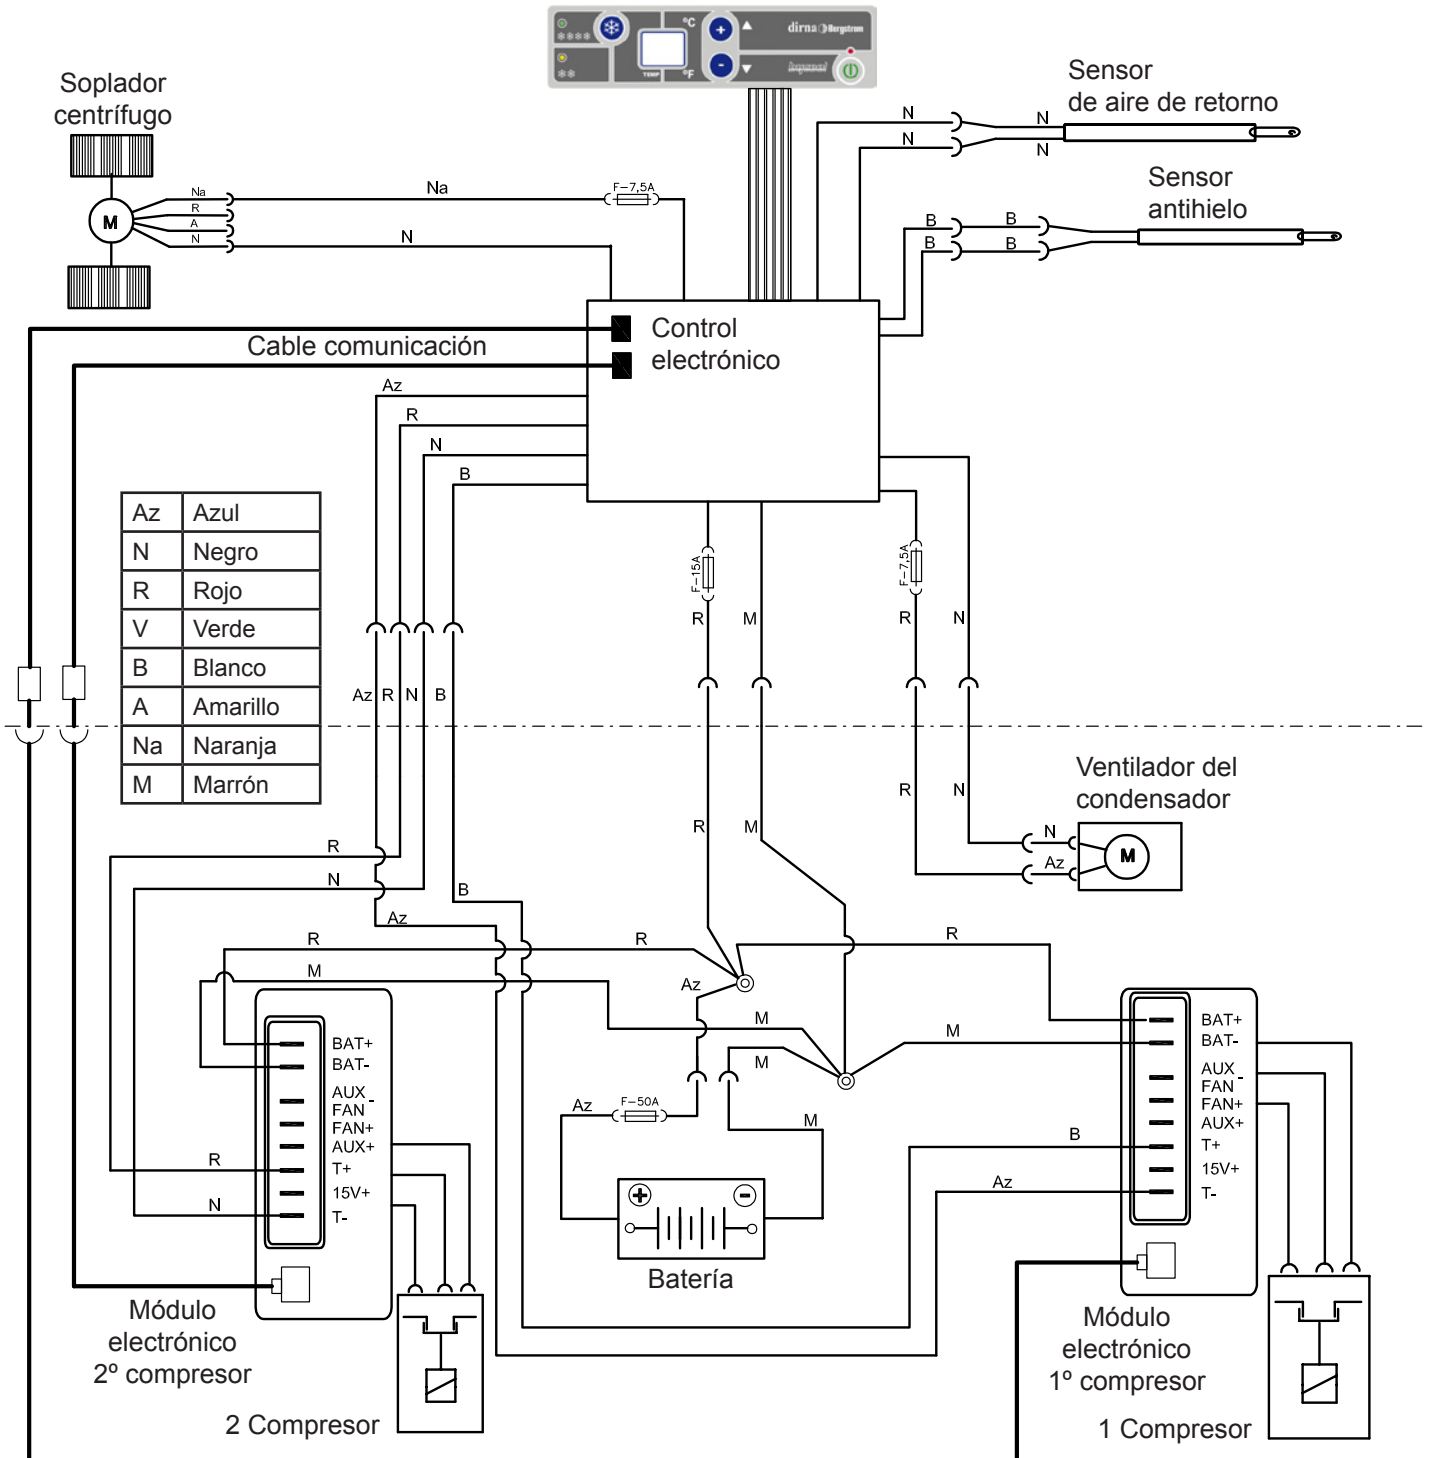 °C
dirna Bergstrom
TEMP
°F
Soplador
centrífugo
Sensor
de aire de retorno
N
N
N
N
Sensor
antihielo
B
B
B
B
Na
R
A
N
M
Na
F-7,5A
N
Control
electrónico
Cable comunicación
Az
R
N
B
Az Azul
N Negro
R Rojo
V Verde
B Blanco
A Amarillo
Na Naranja
M Marrón
F-15A
F-7,5A
R
M
R
N
Az
R
N
B
R
N
Ventilador del
condensador
N
Az
M
R
M
R
N
B
Az
R
R
R
M
Az
M
M
M
BAT+
BAT-
AUX
FAN -
FAN+
AUX+
T+
15V+
T-
R
N
Az
F-50A
M
+
-
Batería
B
Az
BAT+
BAT-
AUX
FAN -
FAN+
AUX+
T+
15V+
T-
Módulo
electrónico
2º compresor
2 Compresor
Módulo
electrónico
1º compresor
1 Compresor